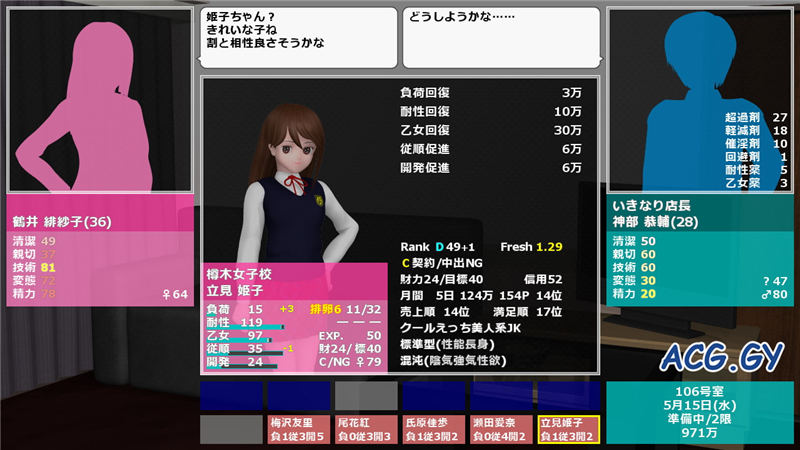 姫子ちゃん？
きれいな子ね
割と相性良さそうかな
どうしようかな……
鶴井 緋紗子(36)
清潔 49
親切 37
技術 81
変態 72
精力 78 ♀64
負荷回復 3万
耐性回復 10万
乙女回復 30万
従順促進 6万
開発促進 6万
Rank D 49+1 Fresh 1.29
C 契約/中出NG
財力24/目標40 信用52
月間 5日 124万 154P 14位
売上順 14位 満足順 17位
クールえっち美人系JK
標準型(性能長身)
混沌(陰気強気性欲)
樽木女子校
立見 姫子
負荷 15 +3 排卵6 11/32
耐性 119 ー ー ー
乙女 97 EXP. 50
従順 35 -1 財24/標40
開発 24 C/NG ♀79
超過剤 27
軽減剤 18
催淫剤 10
回避剤 1
耐性薬 5
乙女薬 3
いきなり店長
神部 恭輔(28)
清潔 50
親切 60
技術 60
変態 30 ？47
精力 20 ♂80
ACG.GY
梅沢友里
負1従3開5
尾花紅
負0従3開3
氏原佳歩
負1従3開2
瀬田愛奈
負0従4開2
立見姫子
負1従3開2
106号室
5月15日(水)
準備中/2限
971万